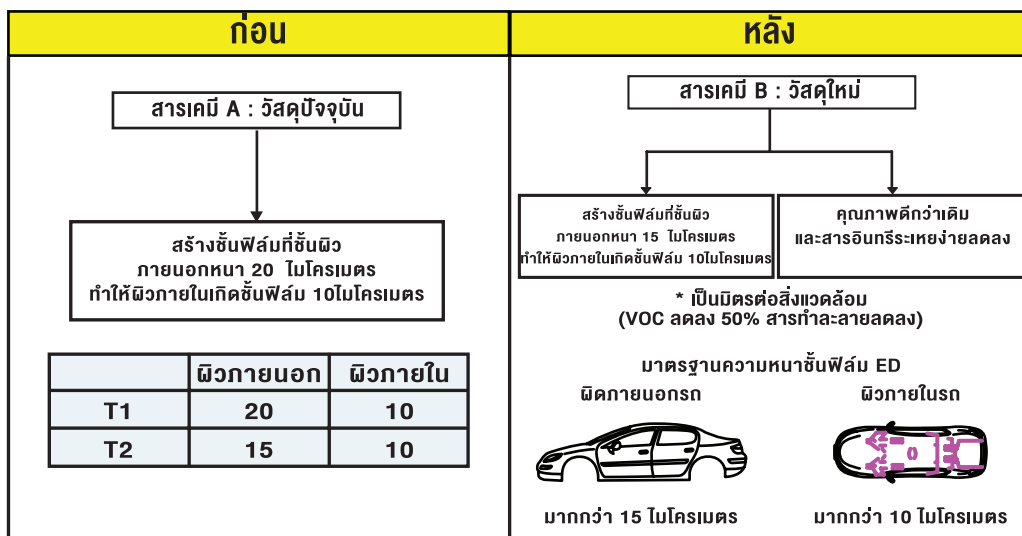 ก่อน
สารเคมี A : วัสดุปัจจุบัน
สร้างชั้นฟิล์มที่ชั้นผิว
ภายนอกหนา 20 ไมโครเมตร
ทำให้ผิวภายในเกิดชั้นฟิล์ม 10ไมโครเมตร
ผิวภายนอก ผิวภายใน
T1 20 10
T2 15 10
หลัง
สารเคมี B : วัสดุใหม่
สร้างชั้นฟิล์มที่ชั้นผิว
ภายนอกหนา 15 ไมโครเมตร
ทำให้ผิวภายในเกิดชั้นฟิล์ม 10ไมโครเมตร
คุณภาพดีกว่าเดิม
และสารอินทรีระเหยง่ายลดลง
* เป็นมิตรต่อสิ่งแวดล้อม
(VOC ลดลง 50% สารทำละลายลดลง)
มาตรฐานความหนาชั้นฟิล์ม ED
ผิดภายนอกรถ ผิวภายในรถ
มากกว่า 15 ไมโครเมตร มากกว่า 10 ไมโครเมตร